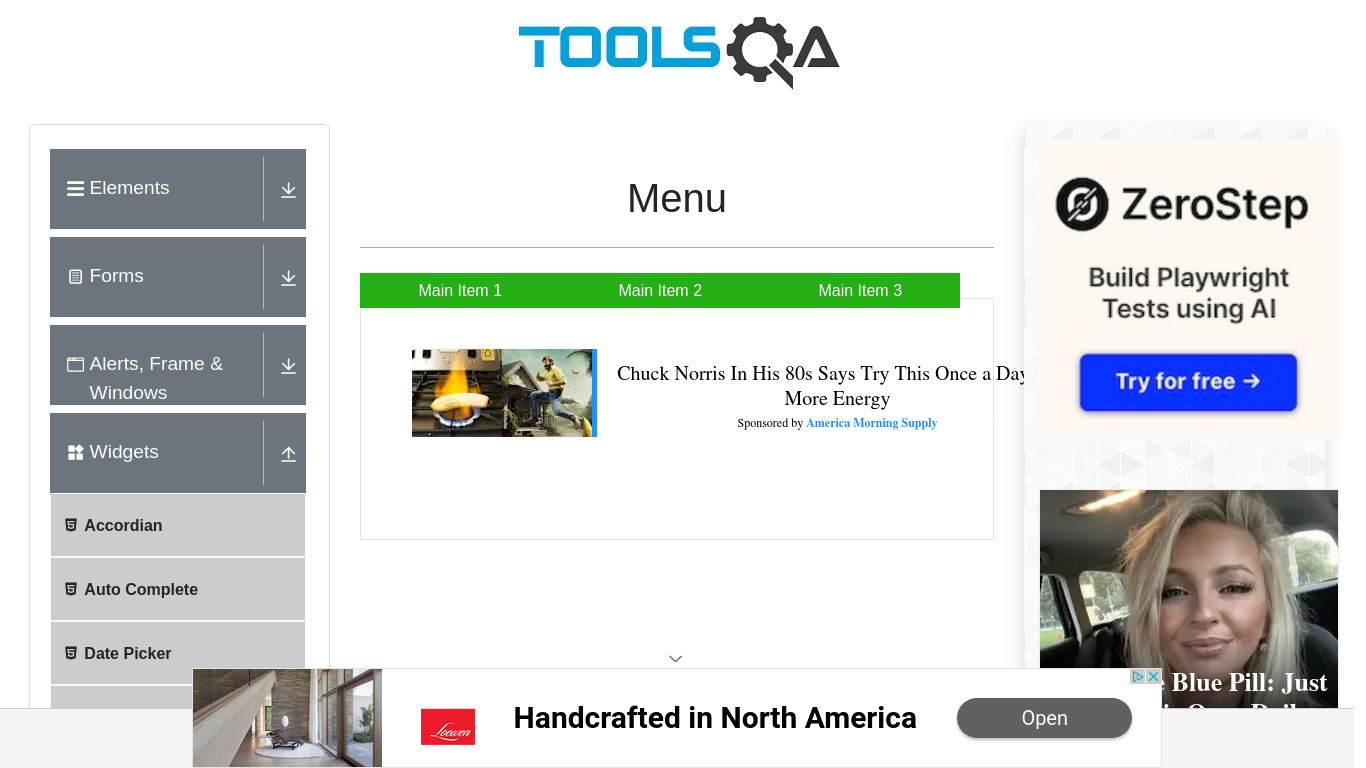 TOOLSQA
Elements
Forms
Alerts, Frame &
Windows
Widgets
Accordian
Auto Complete
Date Picker
Menu
Main Item 1
Main Item 2
Main Item 3
Chuck Norris In His 80s Says Try This Once a Day
More Energy
Sponsored by America Morning Supply
ZeroStep
Build Playwright
Tests using AI
Try for free →
Blue Pill: Just
Loewen
Handcrafted in North America
Open